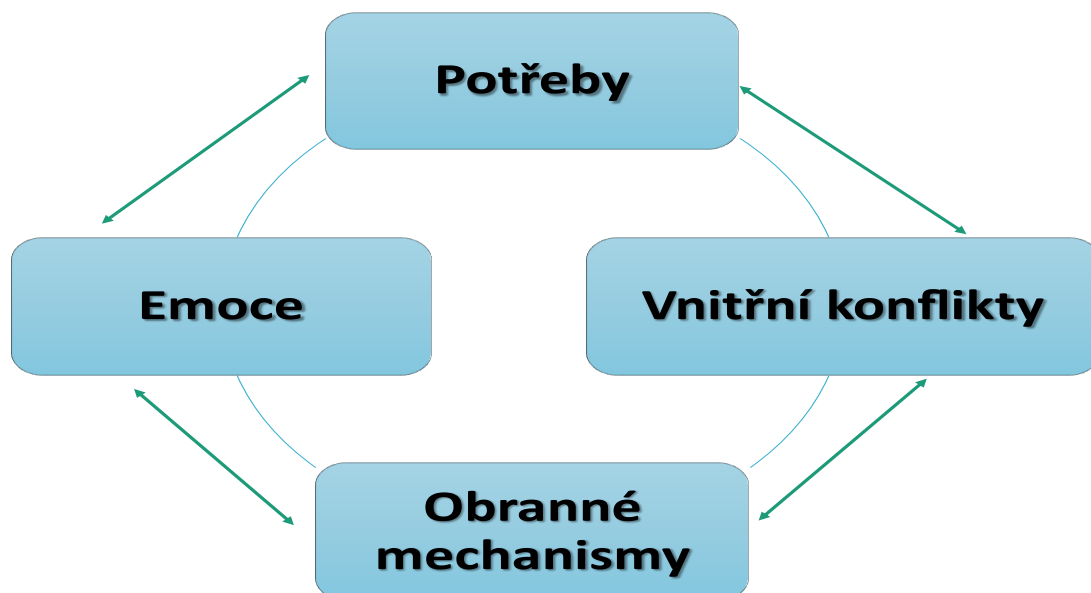 Potřeby
Emoce
Vnitřní konflikty
Obranné
mechanismy